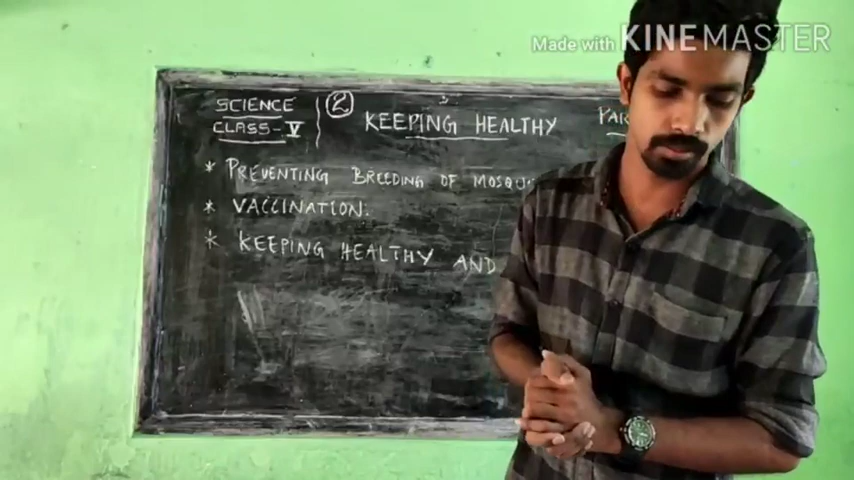 Made with KINEMASTER
SCIENCE
CLASS-V
2
KEEPING HEALTHY
* PREVENTING BREEDING OF
* VACCINATION.
* KEEPING HEALTHY AND